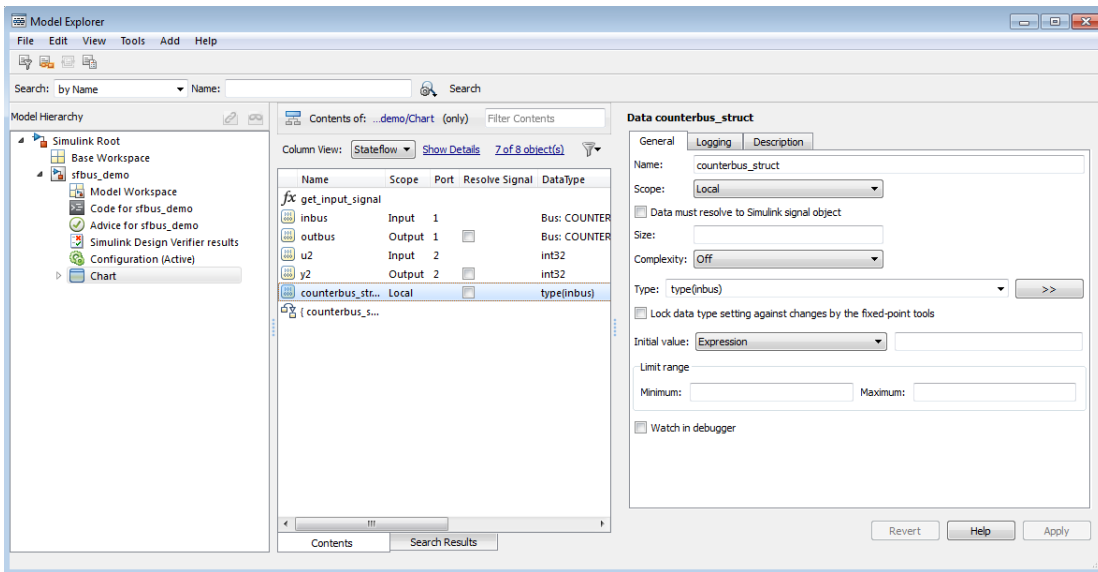 Model Explorer
File Edit View Tools Add Help
Search: by Name Name: Search
Model Hierarchy
Simulink Root
Base Workspace
sfbus_demo
Model Workspace
Code for sfbus_demo
Advice for sfbus_demo
Simulink Design Verifier results
Configuration (Active)
Chart
Contents of: ...demo/Chart (only) Filter Contents
Column View: Stateflow Show Details 7 of 8 object(s)
Name Scope Port Resolve Signal DataType
fx get_input_signal
inbus Input 1 Bus: COUNTER
outbus Output 1 Bus: COUNTER
u2 Input 2 int32
y2 Output 2 int32
counterbus_str... Local type(inbus)
{ counterbus_s...
Contents Search Results
Data counterbus_struct
General Logging Description
Name: counterbus_struct
Scope: Local
Data must resolve to Simulink signal object
Size:
Complexity: Off
Type: type(inbus) >>
Lock data type setting against changes by the fixed-point tools
Initial value: Expression
Limit range
Minimum: Maximum:
Watch in debugger
Revert Help Apply